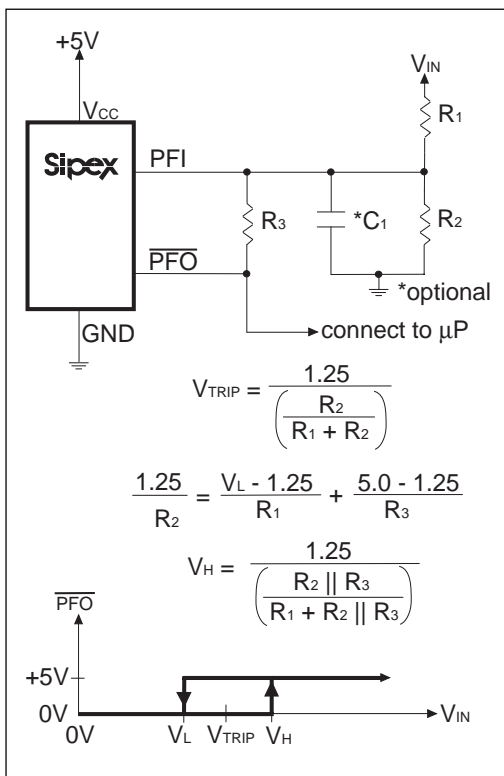 +5V
VIN
VCC
R1
Sipex
PFI
R3
*C1
R2
PFO
*optional
GND
connect to µP
VTRIP = 1.25 / (R2 / (R1 + R2))
1.25 / R2 = (VL - 1.25) / R1 + (5.0 - 1.25) / R3
VH = 1.25 / (R2 || R3 / (R1 + R2 || R3))
PFO
+5V
0V
0V
VL
VTRIP
VH
VIN